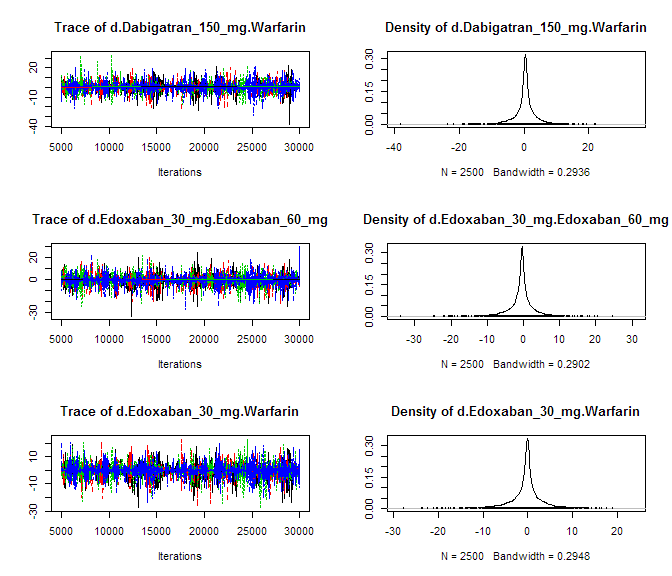 Trace of d.Dabigatran_150_mg.Warfarin
20
-10
-40
5000 10000 15000 20000 25000 30000
Iterations
Density of d.Dabigatran_150_mg.Warfarin
0.30
0.15
0.00
-40 -20 0 20
N = 2500 Bandwidth = 0.2936
Trace of d.Edoxaban_30_mg.Edoxaban_60_mg
20
0
-30
5000 10000 15000 20000 25000 30000
Iterations
Density of d.Edoxaban_30_mg.Edoxaban_60_mg
0.30
0.15
0.00
-30 -20 -10 0 10 20 30
N = 2500 Bandwidth = 0.2902
Trace of d.Edoxaban_30_mg.Warfarin
10
-10
-30
5000 10000 15000 20000 25000 30000
Iterations
Density of d.Edoxaban_30_mg.Warfarin
0.30
0.15
0.00
-30 -20 -10 0 10 20
N = 2500 Bandwidth = 0.2948